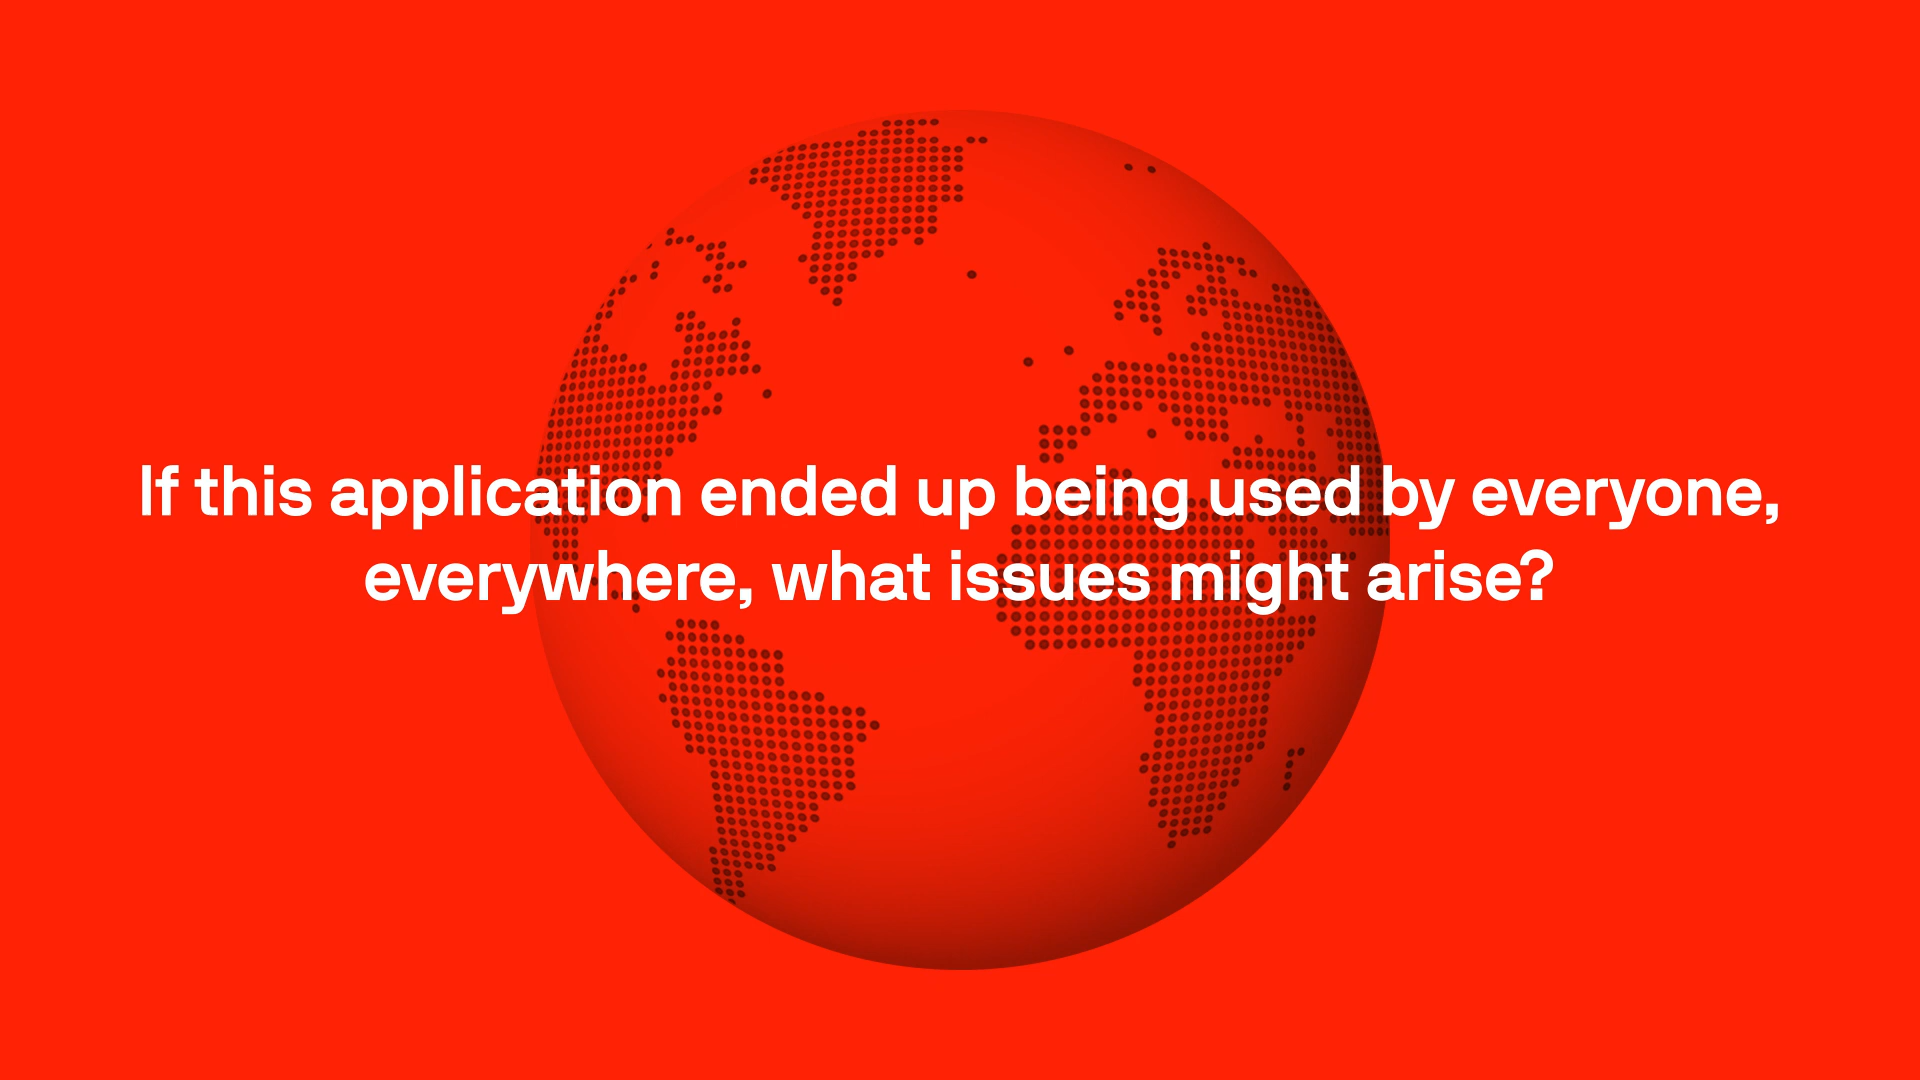 If this application ended up being used by everyone,
everywhere, what issues might arise?